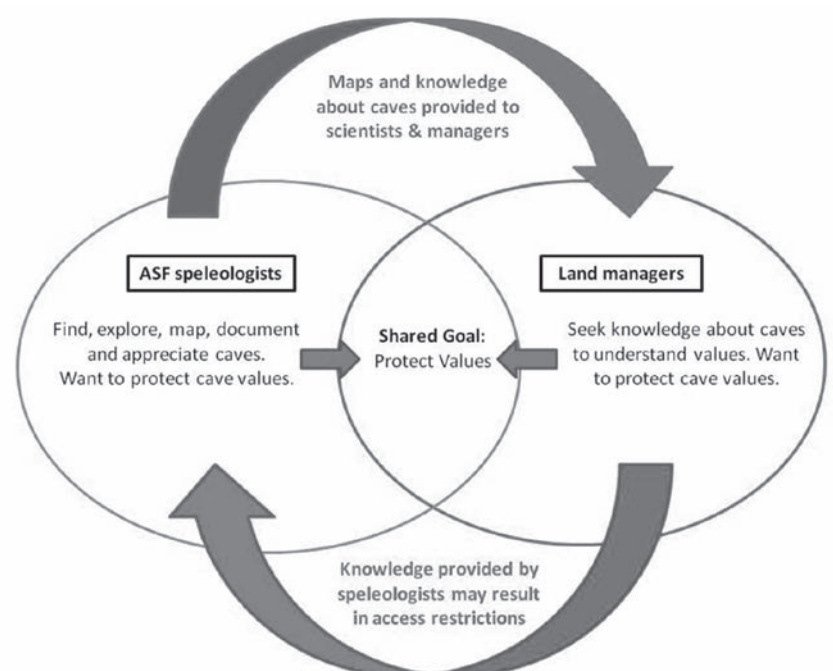 Maps and knowledge
about caves provided to
scientists & managers
ASF speleologists
Find, explore, map, document
and appreciate caves.
Want to protect cave values.
Shared Goal:
Protect Values
Land managers
Seek knowledge about caves
to understand values. Want
to protect cave values.
Knowledge provided by
speleologists may result
in access restrictions